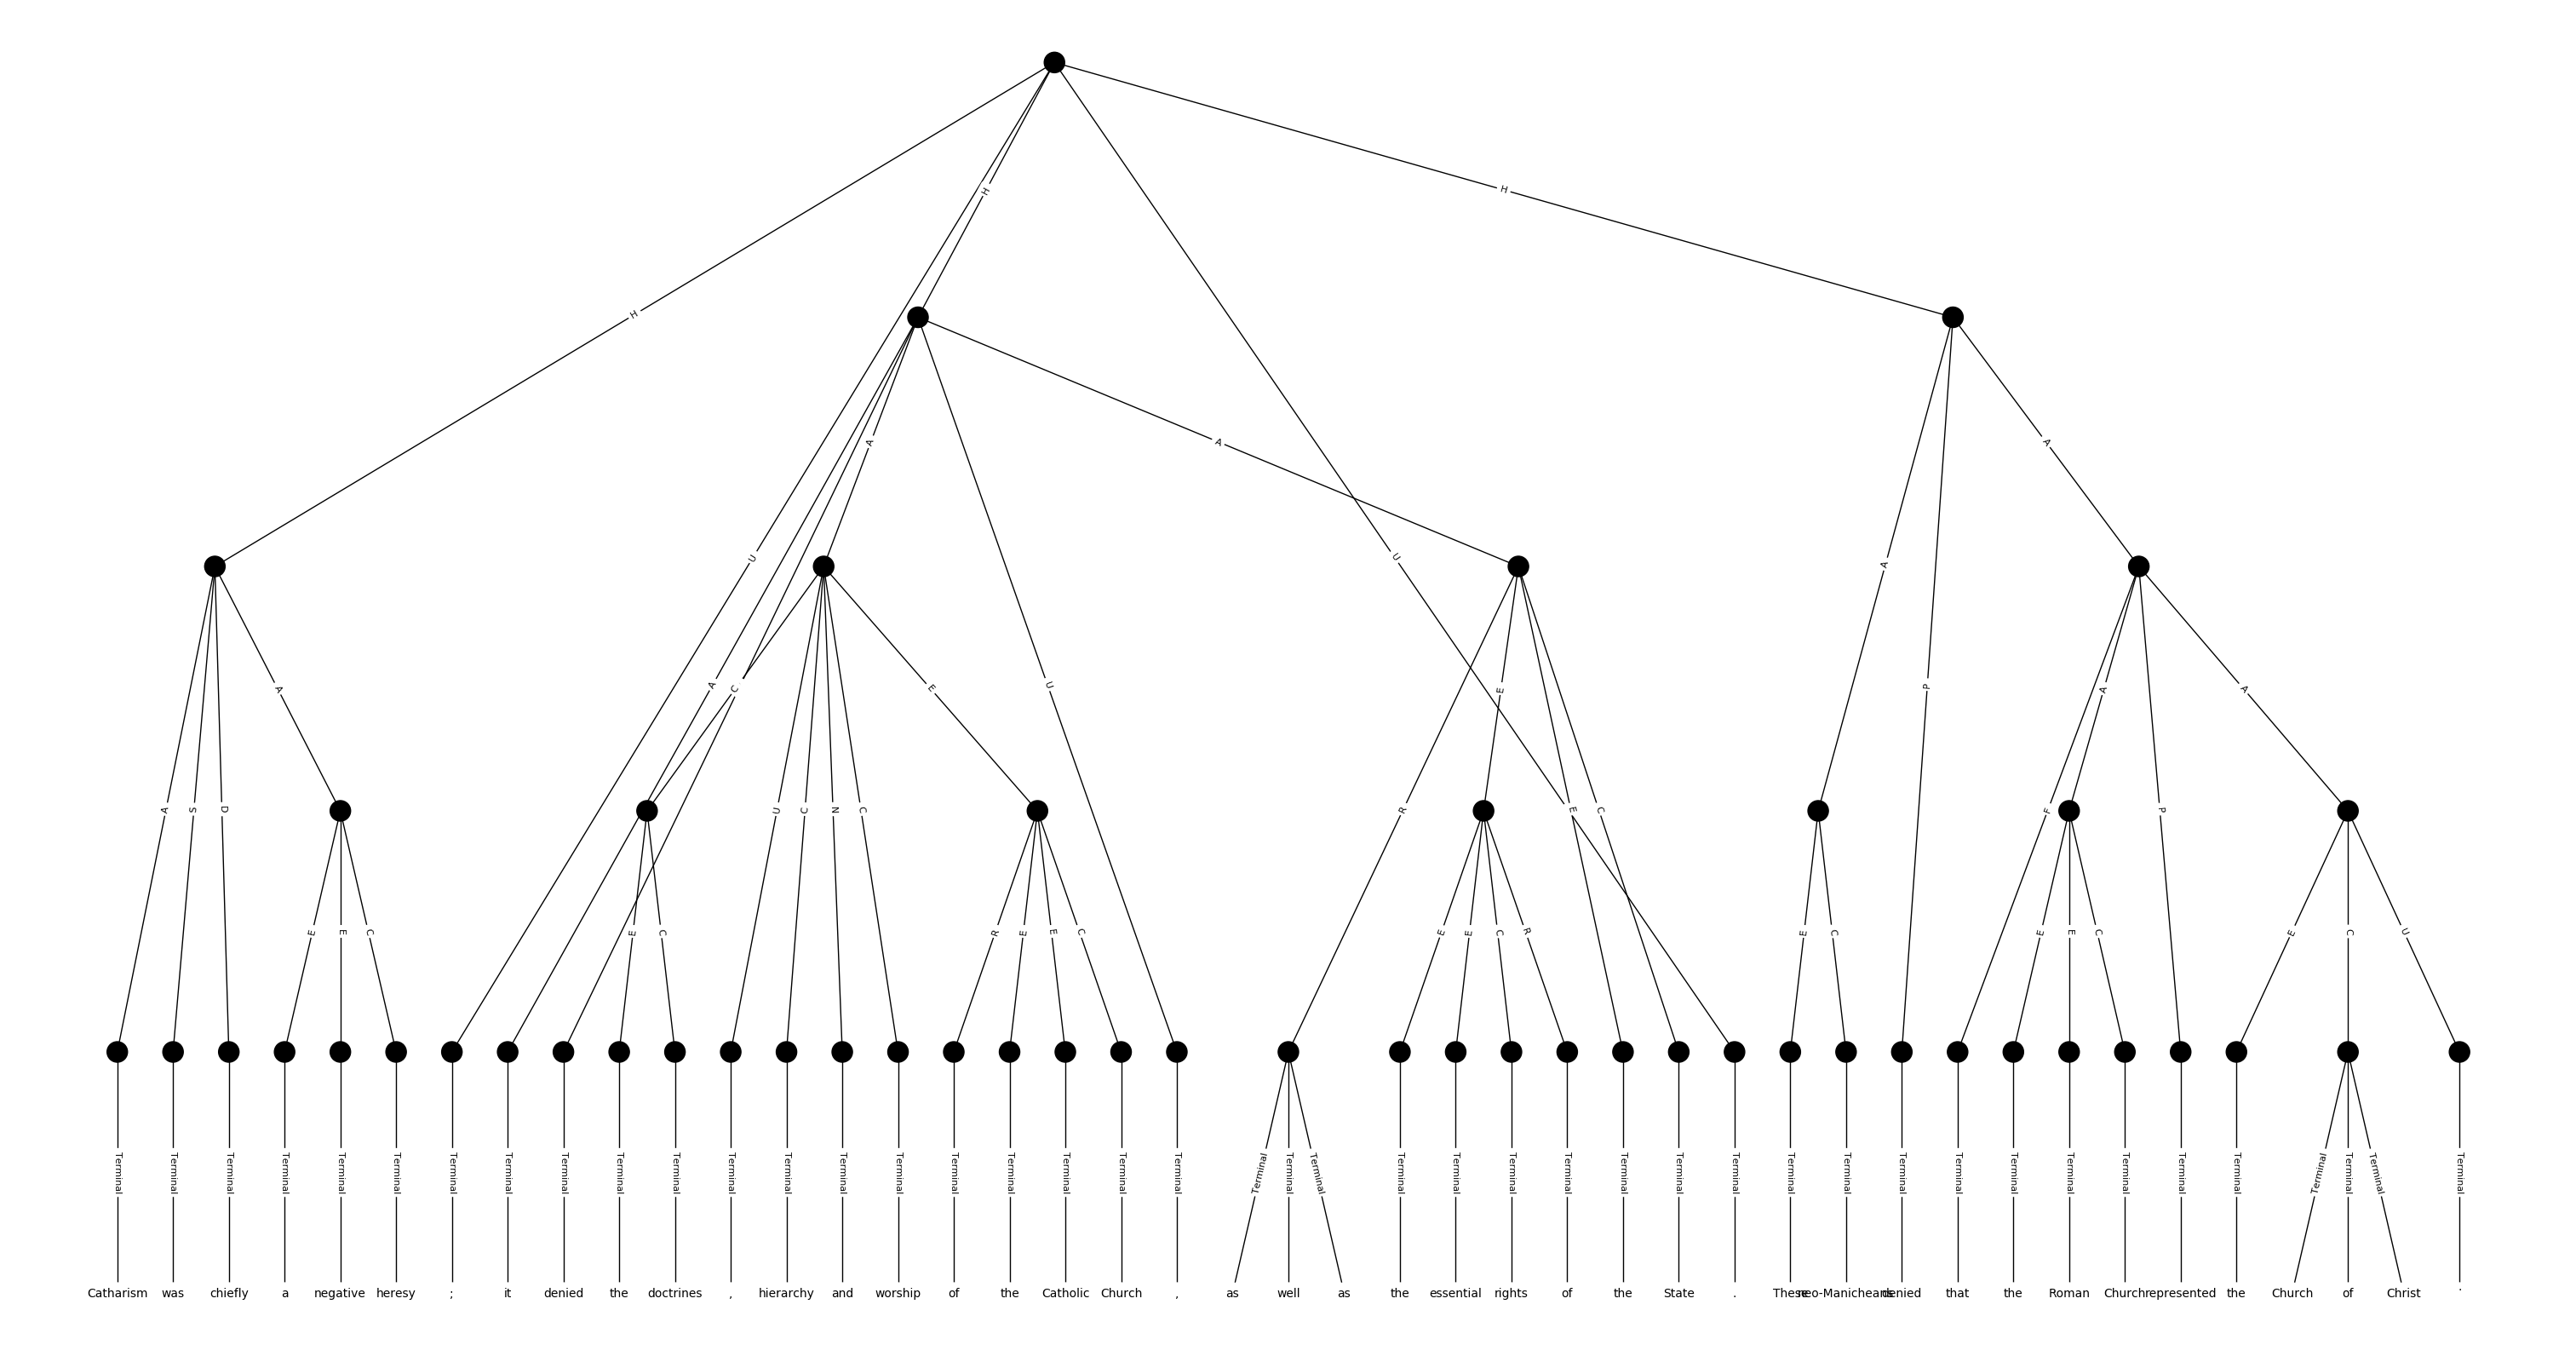 H
H
H
A
A
A
U
U
A
A
P
A
C
E
U
E
A
A
A
S
D
U
C
N
C
R
E
C
F
P
E
E
C
E
C
R
E
E
C
E
E
C
R
E
C
E
E
C
E
C
U
Terminal Terminal Terminal Terminal Terminal Terminal Terminal Terminal Terminal Terminal Terminal Terminal Terminal Terminal Terminal Terminal Terminal Terminal Terminal Terminal Terminal Terminal Terminal Terminal Terminal Terminal Terminal Terminal Terminal Terminal Terminal Terminal Terminal Terminal Terminal Terminal Terminal Terminal Terminal Terminal Terminal Terminal Terminal
Catharism was chiefly a negative heresy ; it denied the doctrines , hierarchy and worship of the Catholic Church , as well as the essential rights of the State . These neo-Manicheans denied that the Roman Church represented the Church of Christ .